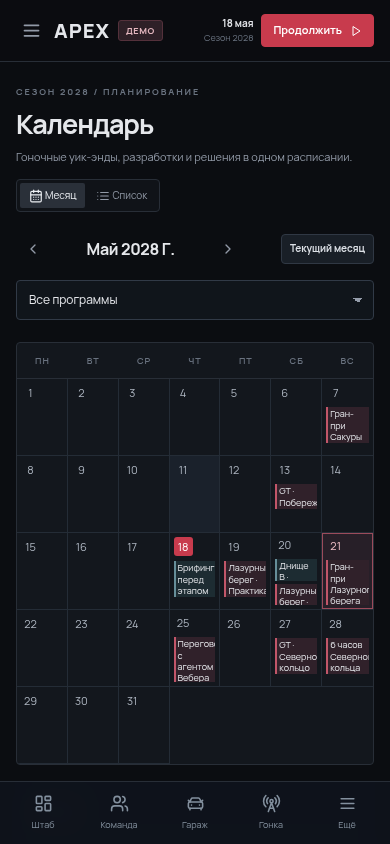 APEX
ДЕМО
18 мая
Сезон 2028
Продолжить
СЕЗОН 2028 / ПЛАНИРОВАНИЕ
Календарь
Гоночные уик-энды, разработки и решения в одном расписании.
Месяц
Список
Май 2028 Г.
Текущий месяц
Все программы
ПН ВТ СР ЧТ ПТ СБ ВС
1 2 3 4 5 6 7
Гран-
при
Сакуры
8 9 10 11 12 13 14
GT ·
Побереж
15 16 17 18 19 20 21
Брифинг
перед
этапом
Лазурны
берег ·
Практика
Днище
B ·
Лазурны
берег ·
Гран-
при
Лазурног
берега
22 23 24 25 26 27 28
Перегово
с
агентом
Вебера
GT ·
Северно
кольцо
6 часов
Северно
кольца
29 30 31
Штаб
Команда
Гараж
Гонка
Ещё